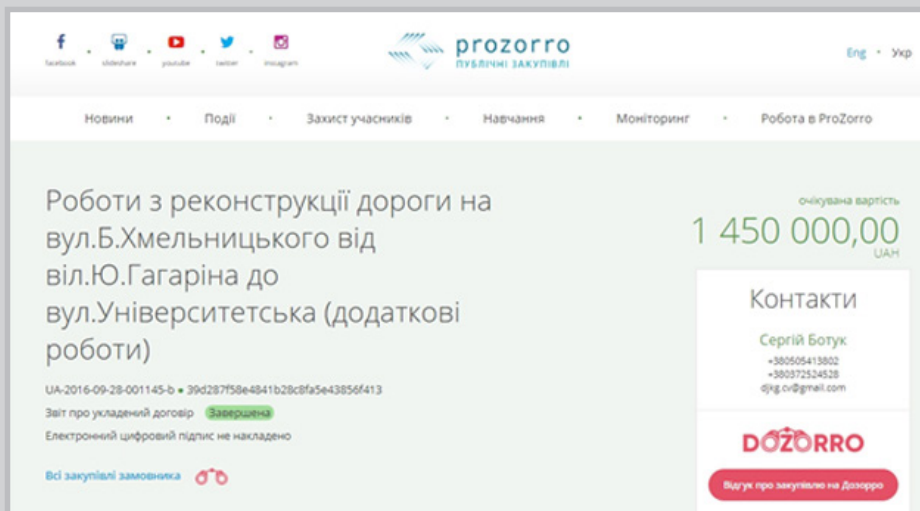 facebook slideshare youtube twitter instagram
prozorro
ПУБЛІЧНІ ЗАКУПІВЛІ
Eng • Укр
Новини • Події • Захист учасників • Навчання • Моніторинг • Робота в ProZorro
Роботи з реконструкції дороги на
вул.Б.Хмельницького від
віл.Ю.Гагаріна до
вул.Університетська (додаткові
роботи)
UA-2016-09-28-001145-b • 39d287f58e4841b28c8fa5e43856f413
Звіт про укладений договір Завершена
Електронний цифровий підпис не накладено
Всі закупівлі замовника
очікувана вартість
1 450 000,00
UAH
Контакти
Сергій Ботук
+380505413802
+380372524528
djkg.cv@gmail.com
DOZORRO
Відгук про закупівлю на Дозорро